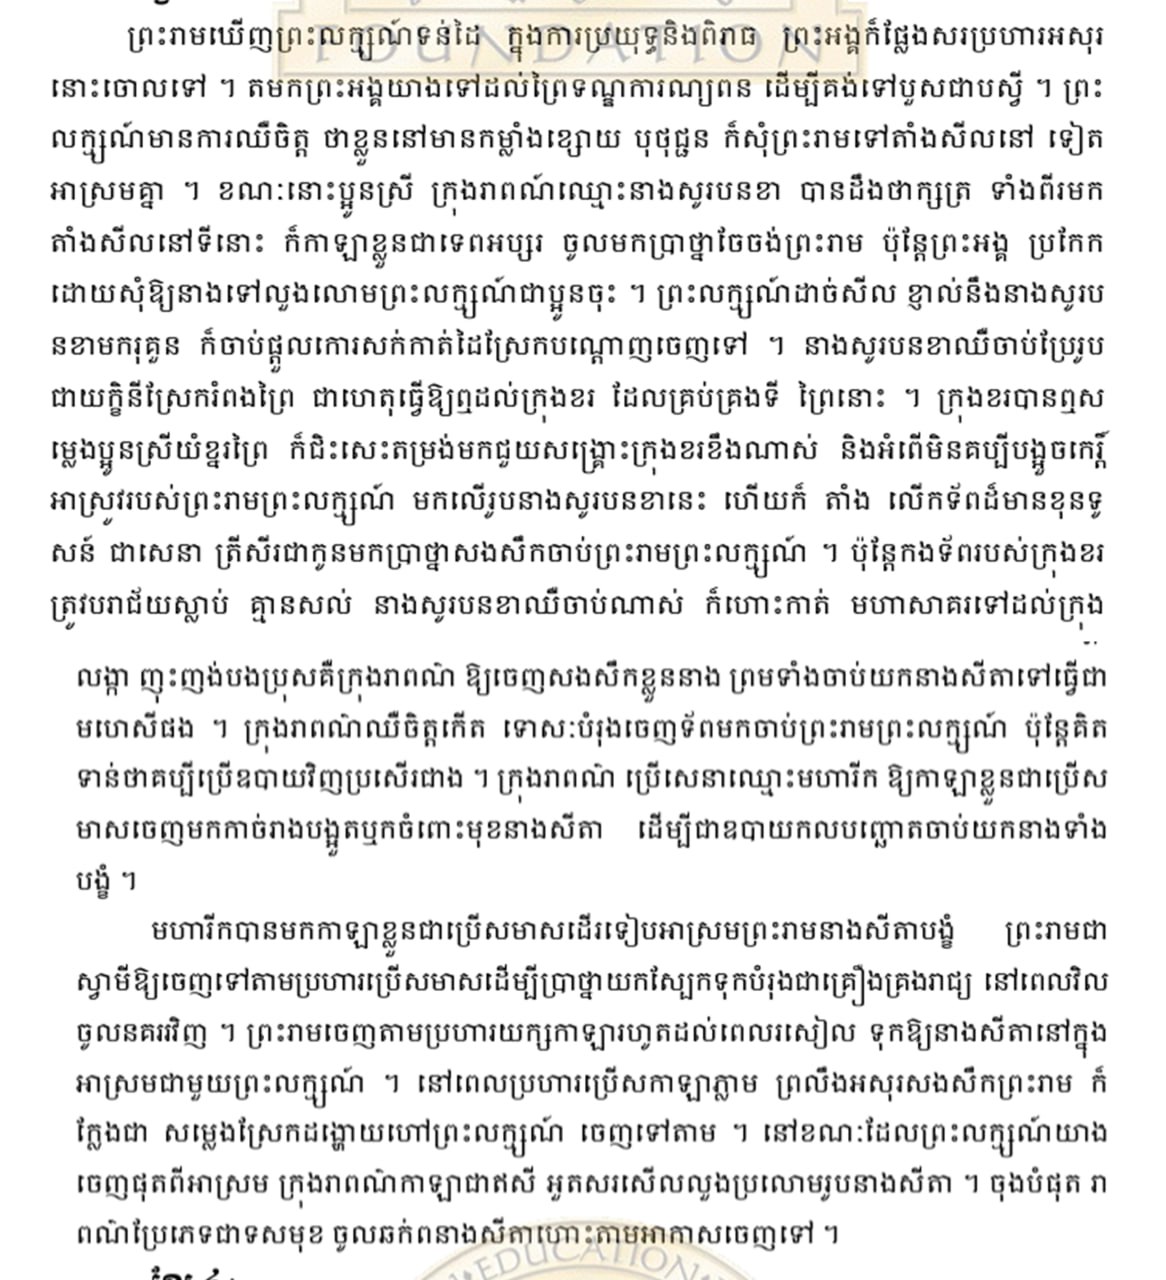 FOUNDATION
ព្រះរាមឃើញព្រះលក្ស្មណ៍ទន់ដៃ ក្នុងការប្រយុទ្ធនិងពិរាធ ព្រះអង្គក៏ផ្លែងសរប្រហារអសុរ
នោះចោលទៅ ។ តមកព្រះអង្គយាងទៅដល់ព្រៃទណ្ឌការណ្យពន ដើម្បីគង់ទៅបួសជាបស្វី ។ ព្រះ
លក្ស្មណ៍មានការឈឺចិត្ត ថាខ្លួននៅមានកម្លាំងខ្សោយ បុថុជ្ជន ក៏សុំព្រះរាមទៅតាំងសីលនៅ ទៀត
អាស្រមគ្នា ។ ខណៈនោះប្អូនស្រី ក្រុងរាពណ៍ឈ្មោះនាងសូរបនខា បានដឹងថាក្សត្រ ទាំងពីរមក
តាំងសីលនៅទីនោះ ក៏កាឡាខ្លួនជាទេពអប្សរ ចូលមកប្រាថ្នាចែចង់ព្រះរាម ប៉ុន្តែព្រះអង្គ ប្រកែក
ដោយសុំឱ្យនាងទៅលួងលោមព្រះលក្ស្មណ៍ជាប្អូនចុះ ។ ព្រះលក្ស្មណ៍ដាច់សីល ខ្ញាល់នឹងនាងសូរប
នខាមករុគួន ក៏ចាប់ផ្ដួលកោរសក់កាត់ដៃស្រែកបណ្ដោញចេញទៅ ។ នាងសូរបនខាឈឺចាប់ប្រែរូប
ជាយក្ខិនីស្រែករំពងព្រៃ ជាហេតុធ្វើឱ្យឮដល់ក្រុងខរ ដែលគ្រប់គ្រងទី ព្រៃនោះ ។ ក្រុងខរបានឮស
ម្លេងប្អូនស្រីយំខ្នរព្រៃ ក៏ជិះសេះតម្រង់មកជួយសង្គ្រោះក្រុងខរខឹងណាស់ និងអំពើមិនគប្បីបង្អួចកេរ្តិ៍
អាស្រូវរបស់ព្រះរាមព្រះលក្ស្មណ៍ មកលើរូបនាងសូរបនខានេះ ហើយក៏ តាំង លើកទ័ពដ៏មានខុនទូ
សន៍ ជាសេនា ត្រីសីរជាកូនមកប្រាថ្នាសងសឹកចាប់ព្រះរាមព្រះលក្ស្មណ៍ ។ ប៉ុន្តែកងទ័ពរបស់ក្រុងខរ
ត្រូវបរាជ័យស្លាប់ គ្មានសល់ នាងសូរបនខាឈឺចាប់ណាស់ ក៏ហោះកាត់ មហាសាគរទៅដល់ក្រុង
លង្កា ញុះញង់បងប្រុសគឺក្រុងរាពណ៌ ឱ្យចេញសងសឹកខ្លួននាង ព្រមទាំងចាប់យកនាងសីតាទៅធ្វើជា
មហេសីផង ។ ក្រុងរាពណ៌ឈឺចិត្តកើត ទោសៈបំរុងចេញទ័ពមកចាប់ព្រះរាមព្រះលក្ស្មណ៍ ប៉ុន្តែគិត
ទាន់ថាគប្បីប្រើឧបាយវិញប្រសើរជាង ។ ក្រុងរាពណ៌ ប្រើសេនាឈ្មោះមហារីក ឱ្យកាឡាខ្លួនជាប្រើស
មាសចេញមកកាច់រាងបង្អួតឬកចំពោះមុខនាងសីតា ដើម្បីជាឧបាយកលបញ្ឆោតចាប់យកនាងទាំង
បង្ខំ ។
មហារីកបានមកកាឡាខ្លួនជាប្រើសមាសដើរទៀបអាស្រមព្រះរាមនាងសីតាបង្ខំ ព្រះរាមជា
ស្វាមីឱ្យចេញទៅតាមប្រហារប្រើសមាសដើម្បីប្រាថ្នាយកស្បែកទុកបំរុងជាគ្រឿងគ្រងរាជ្យ នៅពេលវិល
ចូលនគរវិញ ។ ព្រះរាមចេញតាមប្រហារយក្សកាឡារហូតដល់ពេលរសៀល ទុកឱ្យនាងសីតានៅក្នុង
អាស្រមជាមួយព្រះលក្ស្មណ៍ ។ នៅពេលប្រហារប្រើសកាឡាភ្លាម ព្រលឹងអសុរសងសឹកព្រះរាម ក៏
ក្លែងជា សម្លេងស្រែកដង្ហោយហៅព្រះលក្ស្មណ៍ ចេញទៅតាម ។ នៅខណៈដែលព្រះលក្ស្មណ៍យាង
ចេញផុតពីអាស្រម ក្រុងរាពណ៌កាឡាជាឥសី អួតសរសើលលួងប្រលោមរូបនាងសីតា ។ ចុងបំផុត រា
ពណ៌ប្រែភេទជាទសមុខ ចូលឆក់ពនាងសីតាហោះតាមអាកាសចេញទៅ ។
EDUCATION